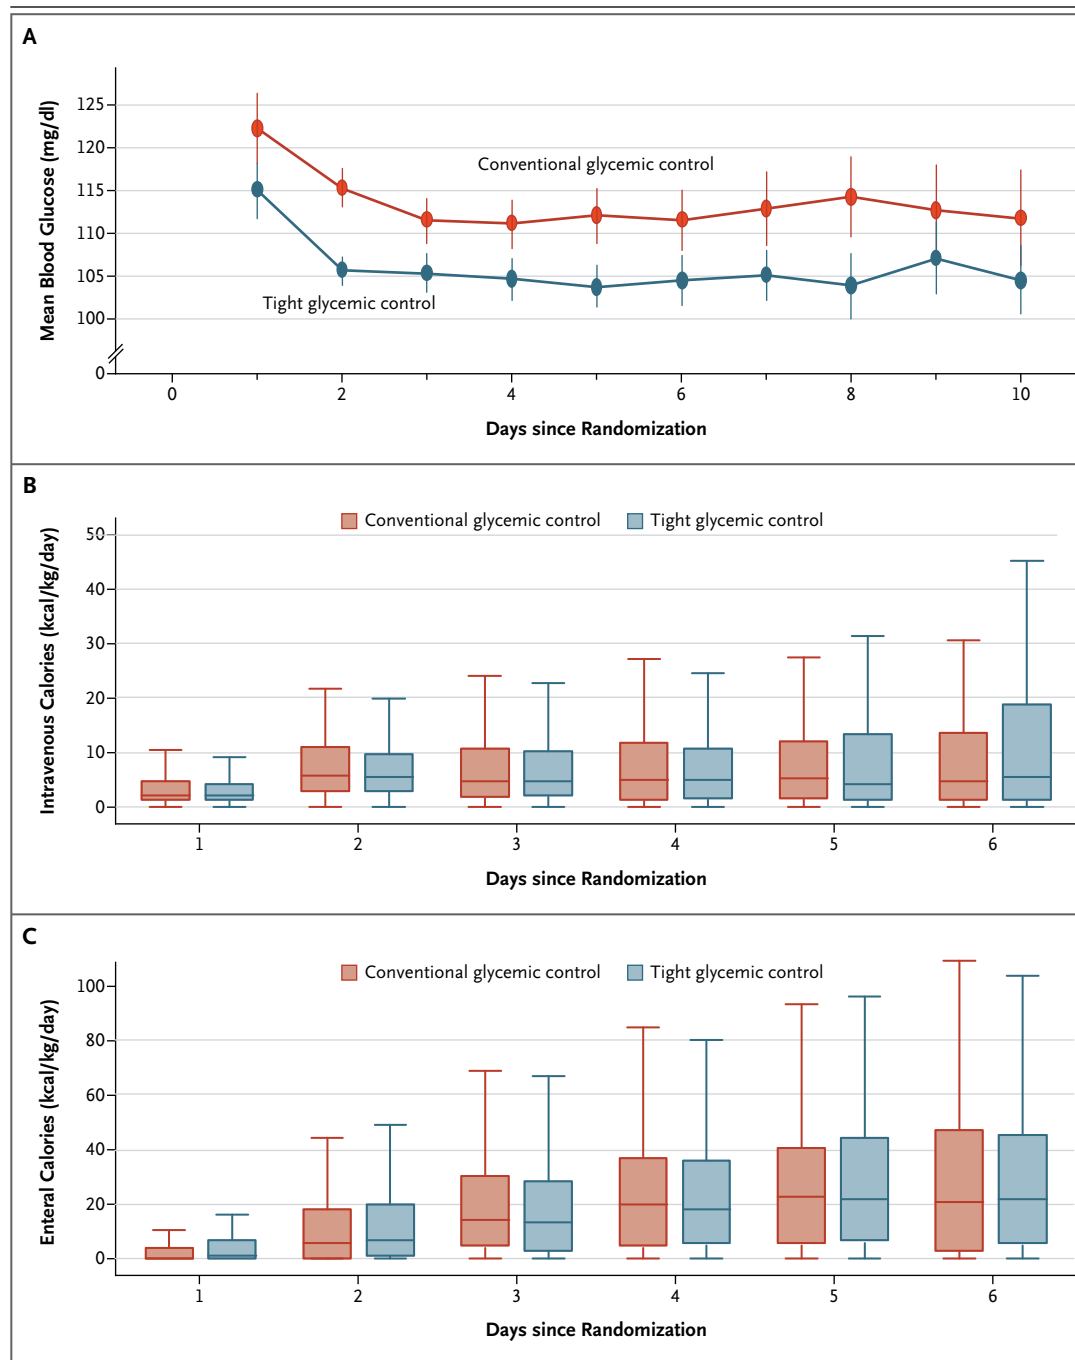 A
Mean Blood Glucose (mg/dl)
125
120
115
110
105
100
0
Conventional glycemic control
Tight glycemic control
0 2 4 6 8 10
Days since Randomization
B
Conventional glycemic control Tight glycemic control
Intravenous Calories (kcal/kg/day)
50
40
30
20
10
0
1 2 3 4 5 6
Days since Randomization
C
Conventional glycemic control Tight glycemic control
Enteral Calories (kcal/kg/day)
100
80
60
40
20
0
1 2 3 4 5 6
Days since Randomization